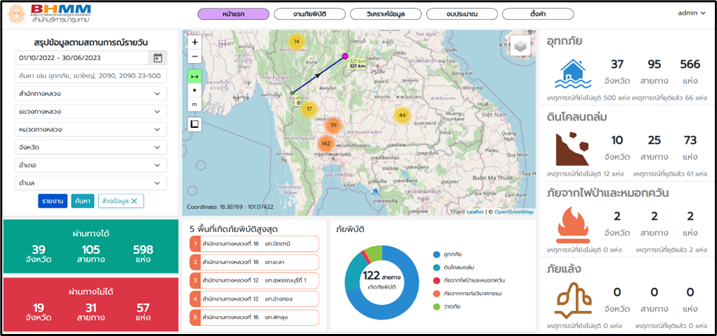 BHMM
สำนักบริหารบำรุงทาง
หน้าแรก
งานภัยพิบัติ
วิเคราะห์ข้อมูล
งบประมาณ
ตั้งค่า
admin
สรุปข้อมูลตามสถานการณ์รายวัน
01/10/2022 - 30/06/2023
ค้นหา เช่น อุทกภัย, เขาใหญ่, 2090, 2090 23-500
สำนักทางหลวง
แขวงทางหลวง
หมวดทางหลวง
จังหวัด
อำเภอ
ตำบล
รายงาน
ค้นหา
ล้างข้อมูล ×
ผ่านทางได้
39 105 598
จังหวัด สายทาง แห่ง
ผ่านทางไม่ได้
19 31 57
จังหวัด สายทาง แห่ง
+
−
m
14
321 km
0
17
111
142
44
กรุงเทพมหานคร
Buôn Ma Thuột
Coordinate: 18.38769 : 101.07422
Leaflet | © OpenStreetMap
5 พื้นที่เกิดภัยพิบัติสูงสุด
1 สำนักงานทางหลวงที่ 18 ขท.ปัตตานี
2 สำนักงานทางหลวงที่ 18 ขท.ยะลา
3 สำนักงานทางหลวงที่ 12 ขท.สุพรรณบุรีที่ 1
4 สำนักงานทางหลวงที่ 12 ขท.อ่างทอง
5 สำนักงานทางหลวงที่ 16 ขท.พัทลุง
ภัยพิบัติ
122 สายทาง
เกิดภัยพิบัติ
อุทกภัย
ดินโคลนถล่ม
ภัยจากไฟป่าและหมอกควัน
ภัยจากแก๊ซ
วาตภัย
อุทกภัย
37 95 566
จังหวัด สายทาง แห่ง
เหตุการณ์ที่ยังไม่ยุติ 500 แห่ง เหตุการณ์ที่ยุติแล้ว 66 แห่ง
ดินโคลนถล่ม
10 25 73
จังหวัด สายทาง แห่ง
เหตุการณ์ที่ยังไม่ยุติ 12 แห่ง เหตุการณ์ที่ยุติแล้ว 61 แห่ง
ภัยจากไฟป่าและหมอกควัน
2 2 2
จังหวัด สายทาง แห่ง
เหตุการณ์ที่ยังไม่ยุติ 0 แห่ง เหตุการณ์ที่ยุติแล้ว 2 แห่ง
ภัยแล้ง
0 0 0
จังหวัด สายทาง แห่ง
เหตุการณ์ที่ยังไม่ยุติ 0 แห่ง เหตุการณ์ที่ยุติแล้ว 0 แห่ง